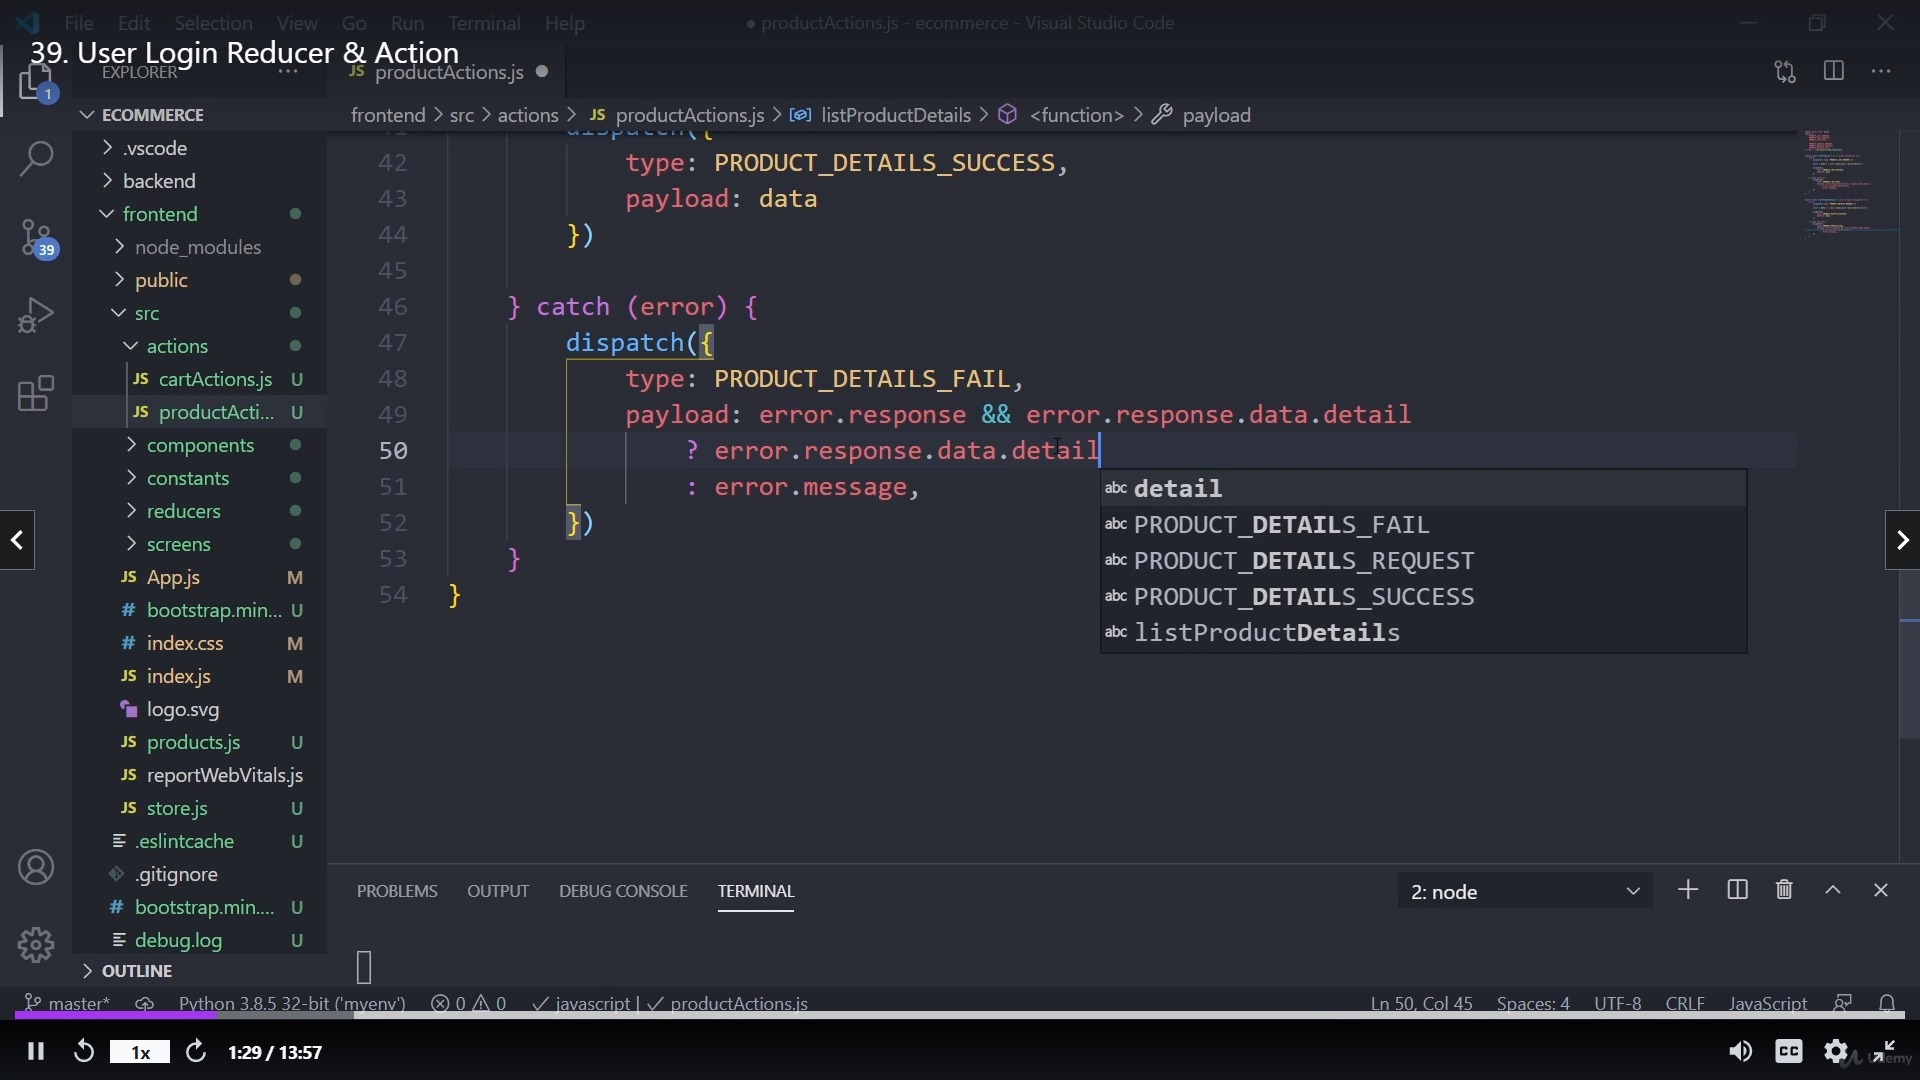 File Edit Selection View Go Run Terminal Help
● productActions.js - ecommerce - Visual Studio Code
39. User Login Reducer & Action
EXPLORER
JS productActions.js
1
ECOMMERCE
frontend > src > actions > JS productActions.js > listProductDetails > <function> > payload
.vscode
backend
frontend
node_modules
public
39
src
actions
JS cartActions.js U
JS productActi... U
components
constants
reducers
screens
JS App.js M
# bootstrap.min... U
# index.css M
JS index.js M
logo.svg
JS products.js U
JS reportWebVitals.js
JS store.js U
.eslintcache U
.gitignore
# bootstrap.min.... U
debug.log U
OUTLINE
41 dispatch({
42 type: PRODUCT_DETAILS_SUCCESS,
43 payload: data
44 })
45
46 } catch (error) {
47 dispatch({
48 type: PRODUCT_DETAILS_FAIL,
49 payload: error.response && error.response.data.detail
50 ? error.response.data.detail
51 : error.message,
52 })
53 }
54 }
abc detail
abc PRODUCT_DETAILS_FAIL
abc PRODUCT_DETAILS_REQUEST
abc PRODUCT_DETAILS_SUCCESS
abc listProductDetails
PROBLEMS OUTPUT DEBUG CONSOLE TERMINAL
2: node
master* Python 3.8.5 32-bit ('myenv') 0 0 javascript | productActions.js
Ln 50, Col 45 Spaces: 4 UTF-8 CRLF JavaScript
1x 1:29 / 13:57
CC
Udemy